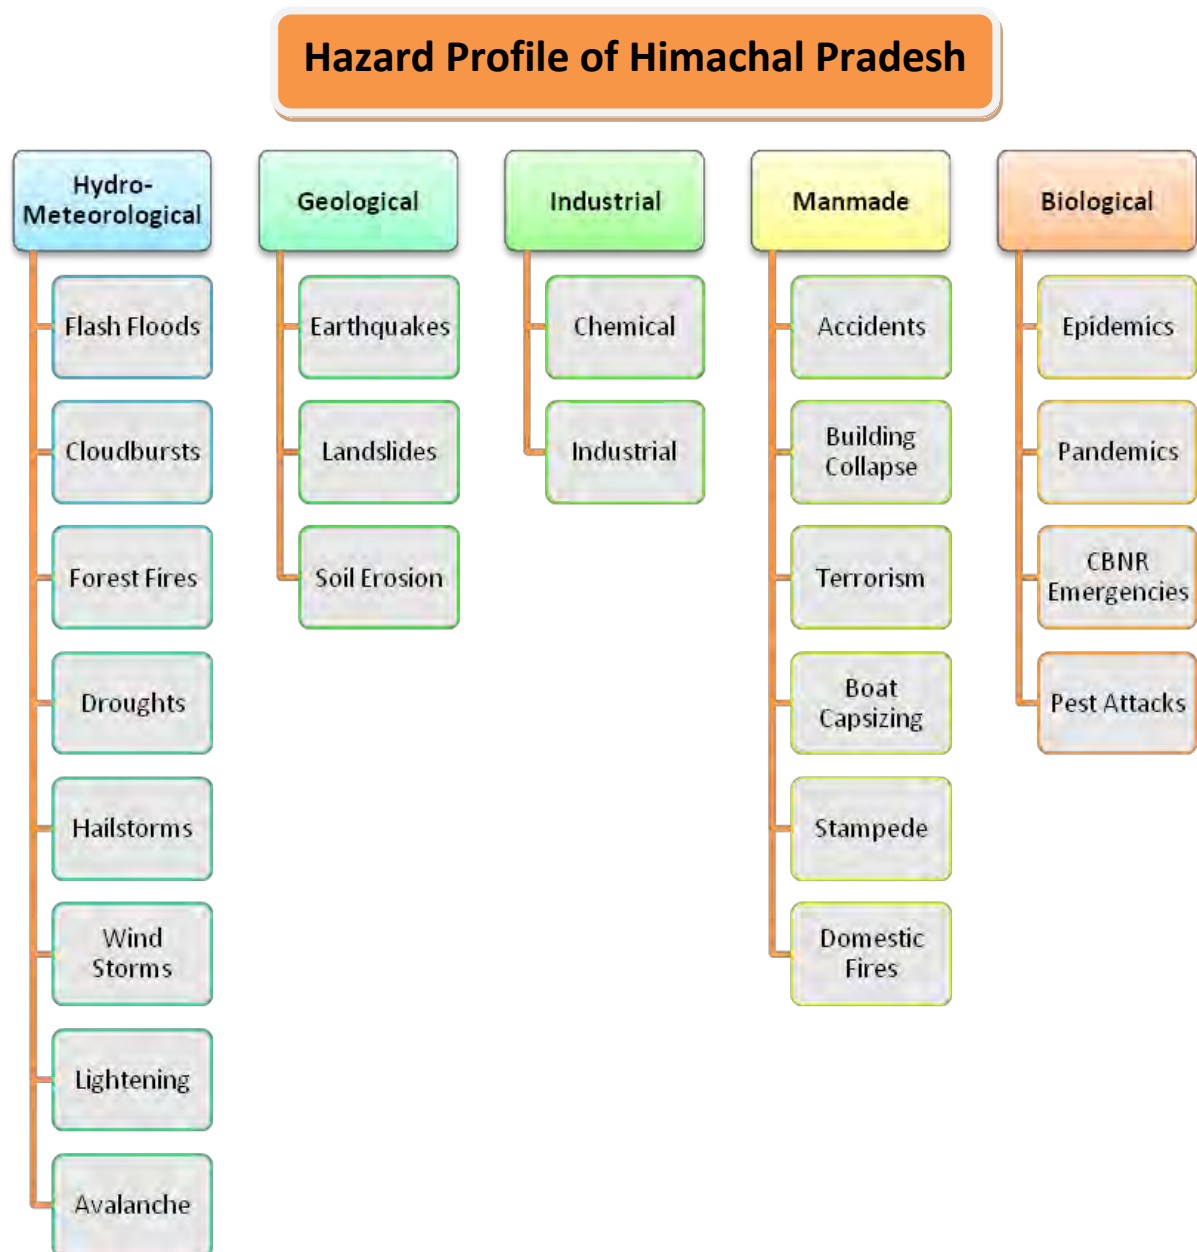 Hazard Profile of Himachal Pradesh
Hydro-
Meteorological
Flash Floods
Cloudbursts
Forest Fires
Droughts
Hailstorms
Wind
Storms
Lightening
Avalanche
Geological
Earthquakes
Landslides
Soil Erosion
Industrial
Chemical
Industrial
Manmade
Accidents
Building
Collapse
Terrorism
Boat
Capsizing
Stampede
Domestic
Fires
Biological
Epidemics
Pandemics
CBNR
Emergencies
Pest Attacks